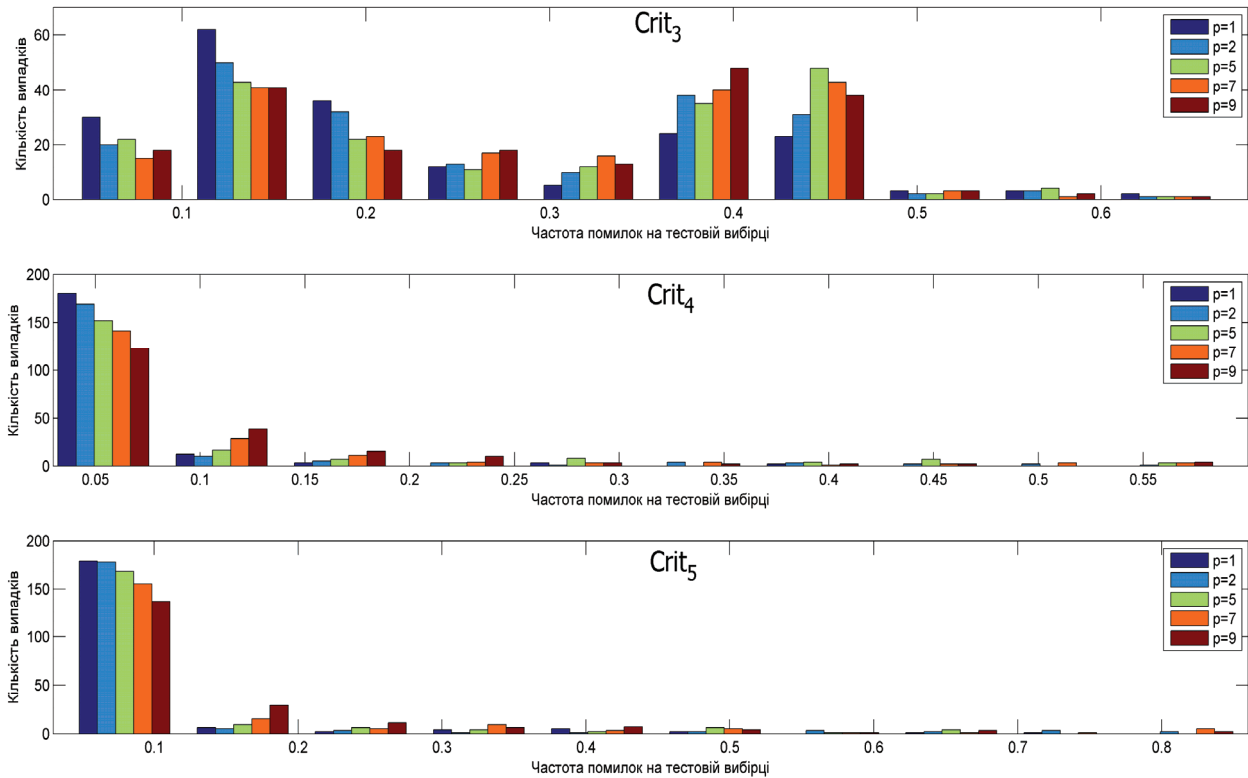 Crit3
Кількість випадків
60
40
20
0
0.1
0.2
0.3
0.4
0.5
0.6
Частота помилок на тестовій вибірці
p=1
p=2
p=5
p=7
p=9
Crit4
Кількість випадків
200
150
100
50
0
0.05
0.1
0.15
0.2
0.25
0.3
0.35
0.4
0.45
0.5
0.55
Частота помилок на тестовій вибірці
p=1
p=2
p=5
p=7
p=9
Crit5
Кількість випадків
200
150
100
50
0
0.1
0.2
0.3
0.4
0.5
0.6
0.7
0.8
Частота помилок на тестовій вибірці
p=1
p=2
p=5
p=7
p=9